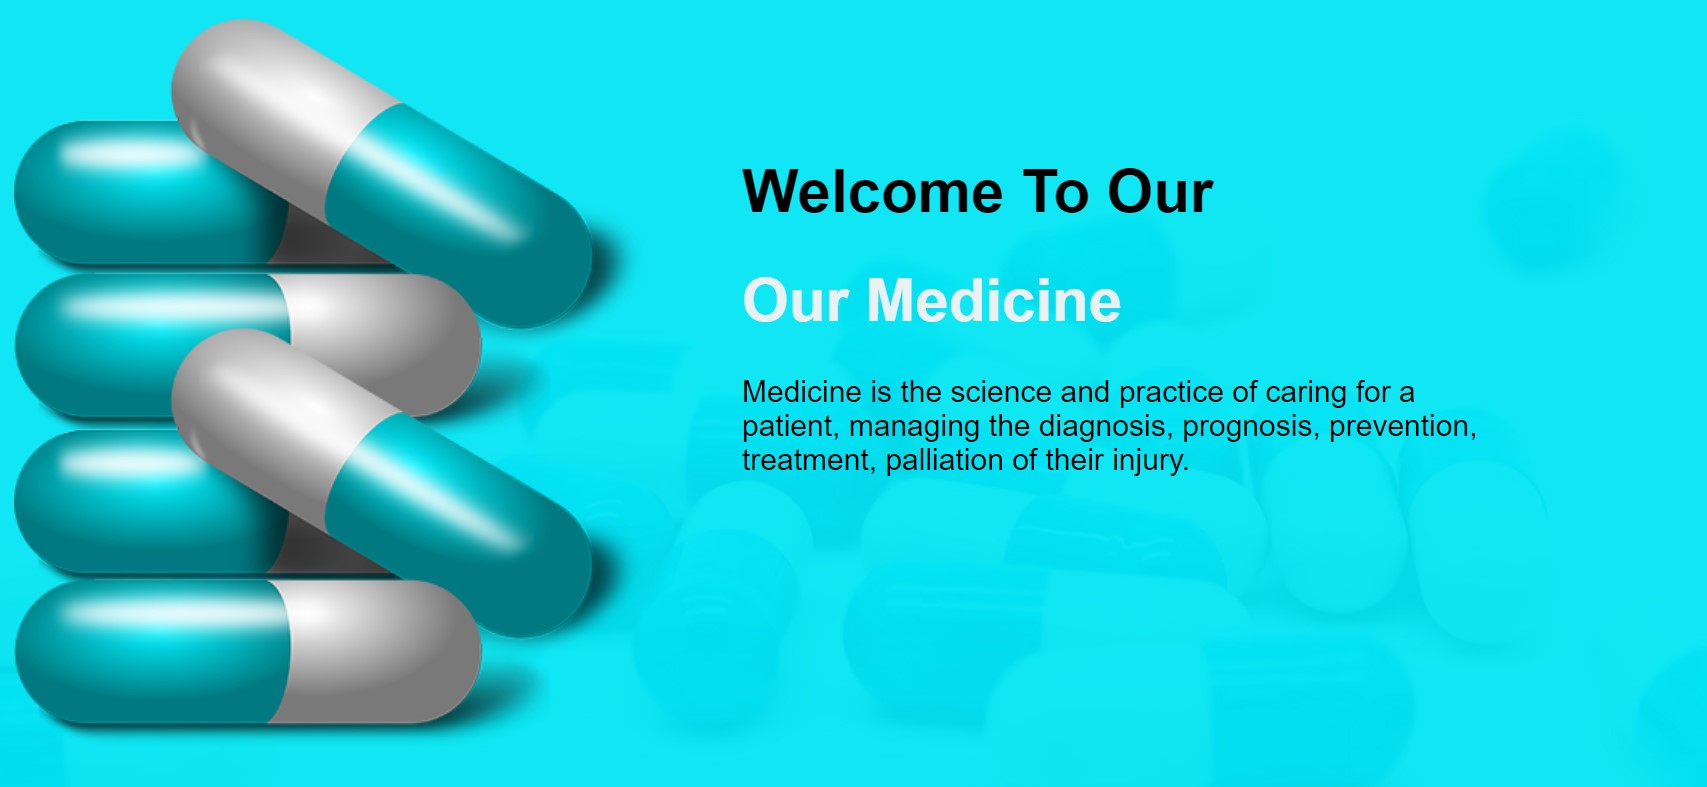 Welcome To Our
Our Medicine
Medicine is the science and practice of caring for a
patient, managing the diagnosis, prognosis, prevention,
treatment, palliation of their injury.